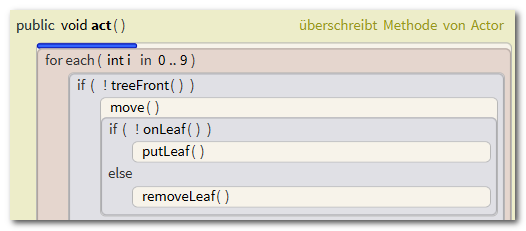 public void act() überschreibt Methode von Actor
for each ( int i in 0 .. 9 )
if ( ! treeFront() )
move()
if ( ! onLeaf() )
putLeaf()
else
removeLeaf()